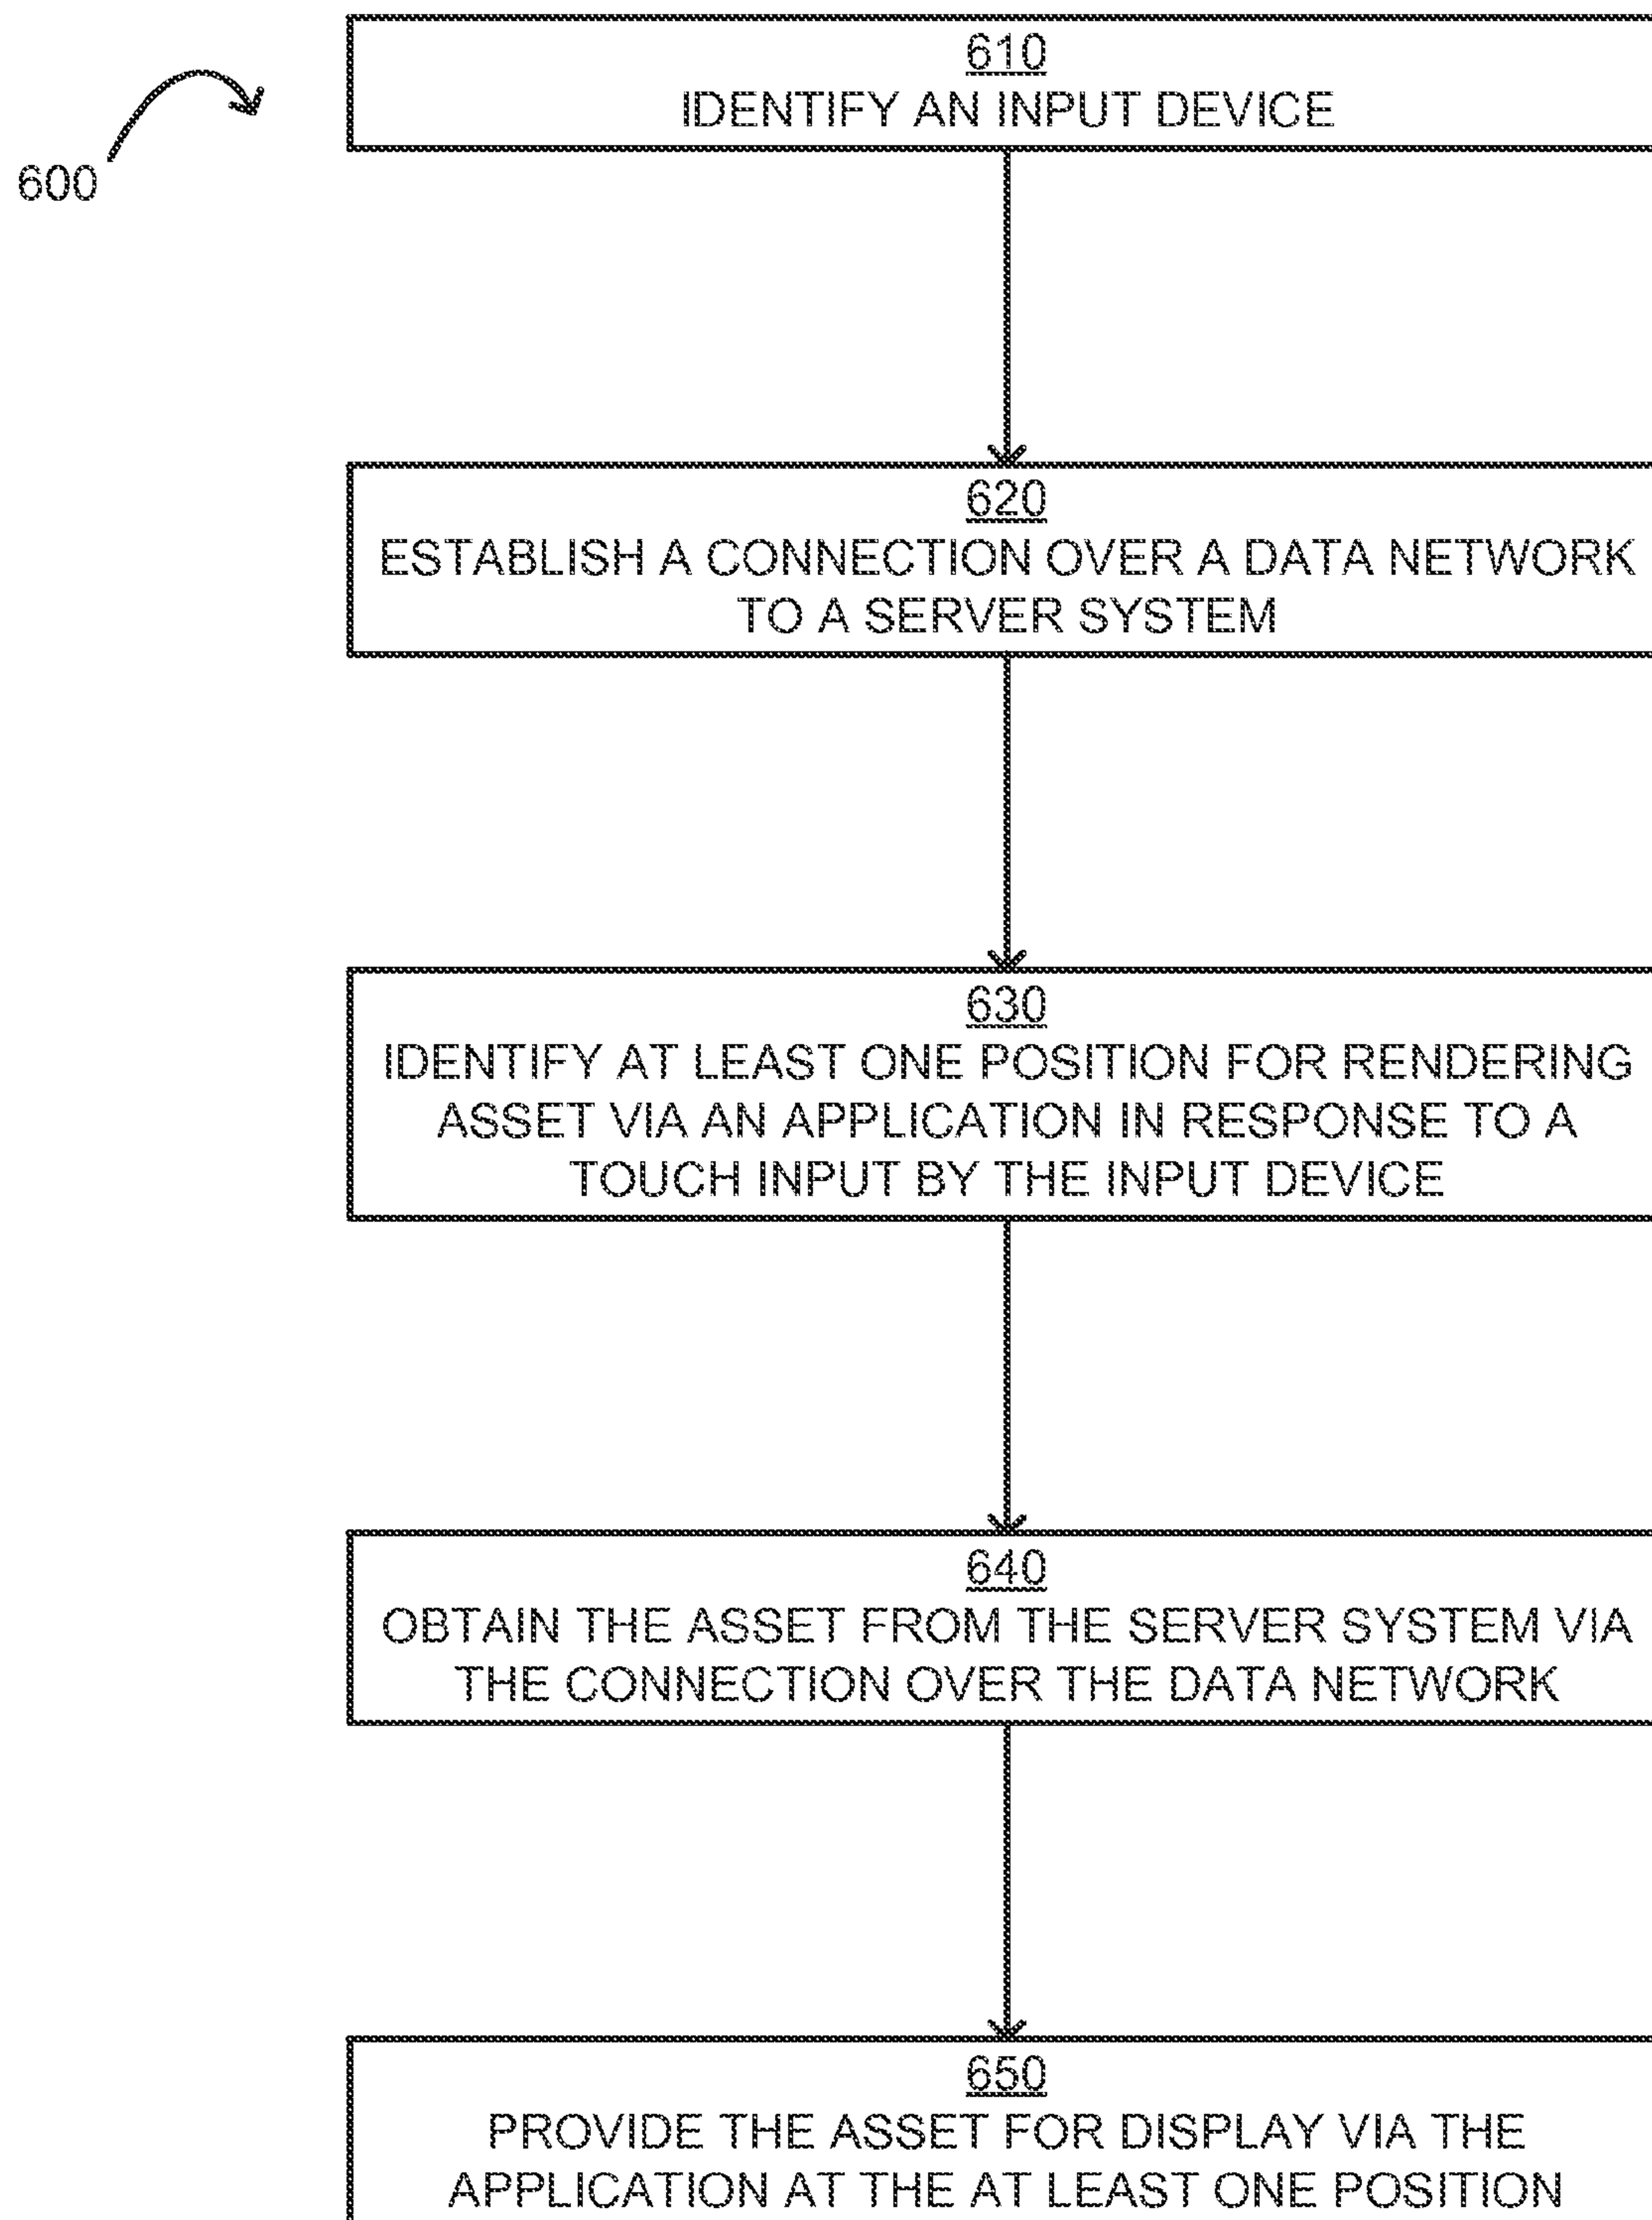 600
610
IDENTIFY AN INPUT DEVICE
620
ESTABLISH A CONNECTION OVER A DATA NETWORK
TO A SERVER SYSTEM
630
IDENTIFY AT LEAST ONE POSITION FOR RENDERING
ASSET VIA AN APPLICATION IN RESPONSE TO A
TOUCH INPUT BY THE INPUT DEVICE
640
OBTAIN THE ASSET FROM THE SERVER SYSTEM VIA
THE CONNECTION OVER THE DATA NETWORK
650
PROVIDE THE ASSET FOR DISPLAY VIA THE
APPLICATION AT THE AT LEAST ONE POSITION